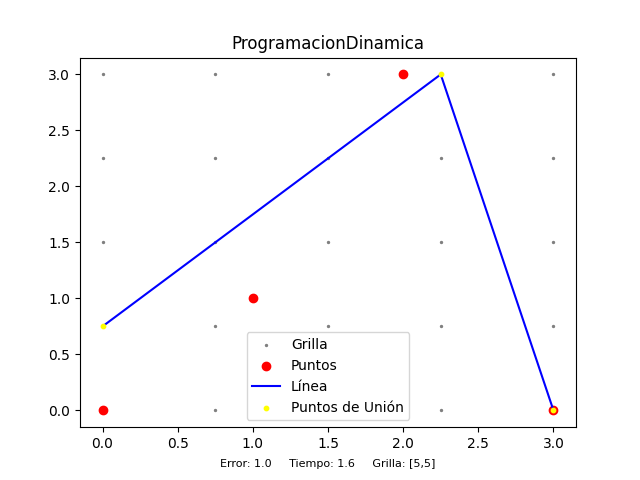 ProgramacionDinamica
3.0
2.5
2.0
1.5
1.0
0.5
0.0
Grilla
Puntos
Línea
Puntos de Unión
0.0 0.5 1.0 1.5 2.0 2.5 3.0
Error: 1.0 Tiempo: 1.6 Grilla: [5,5]